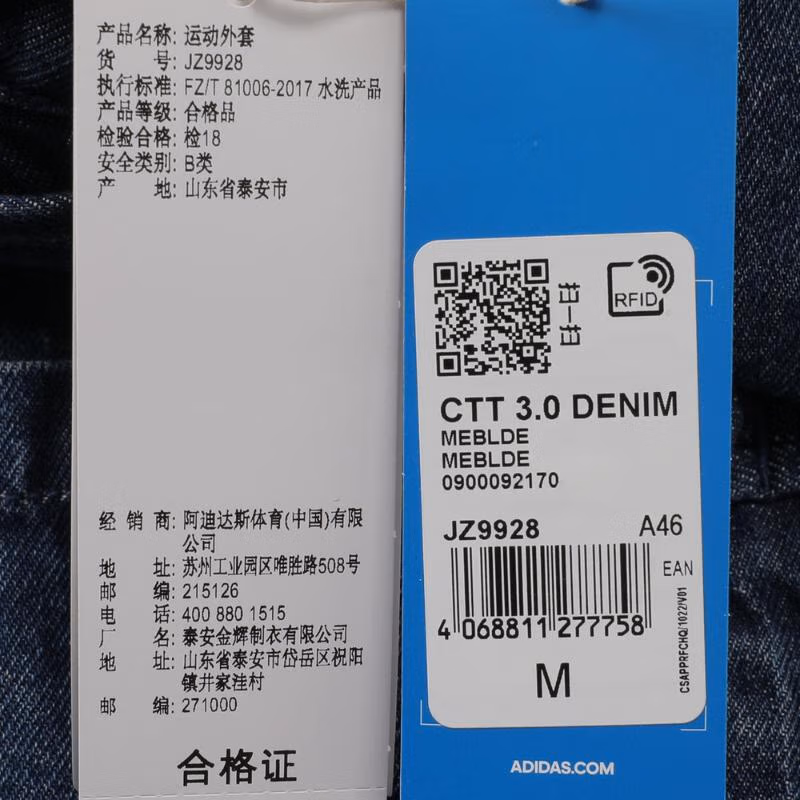 产品名称: 运动外套
货 号: JZ9928
执行标准: FZ/T 81006-2017 水洗产品
产品等级: 合格品
检验合格: 检18
安全类别: B类
产 地: 山东省泰安市
经 销 商: 阿迪达斯体育(中国)有限
公司
地 址: 苏州工业园区唯胜路508号
邮 编: 215126
电 话: 400 880 1515
厂 名: 泰安金辉制衣有限公司
地 址: 山东省泰安市岱岳区祝阳
镇井家洼村
邮 编: 271000
合格证
扫一扫
RFID
CTT 3.0 DENIM
MEBLDE
MEBLDE
0900092170
JZ9928 A46
EAN
4 068811 277758
CSAPPRFCHQ/1022/V01
M
ADIDAS.COM